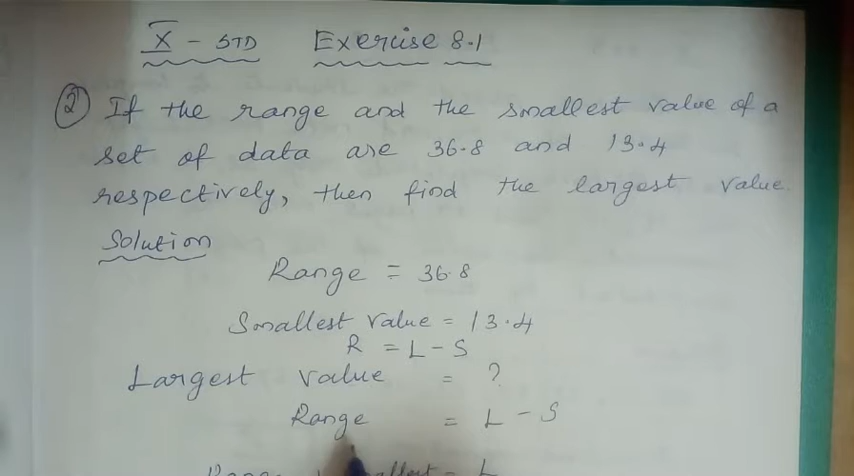 X - STD Exercise 8.1
② If the range and the smallest value of a
set of data are 36.8 and 13.4
respectively, then find the largest value.
Solution
Range = 36.8
Smallest value = 13.4
R = L - S
Largest value = ?
Range = L - S
= L